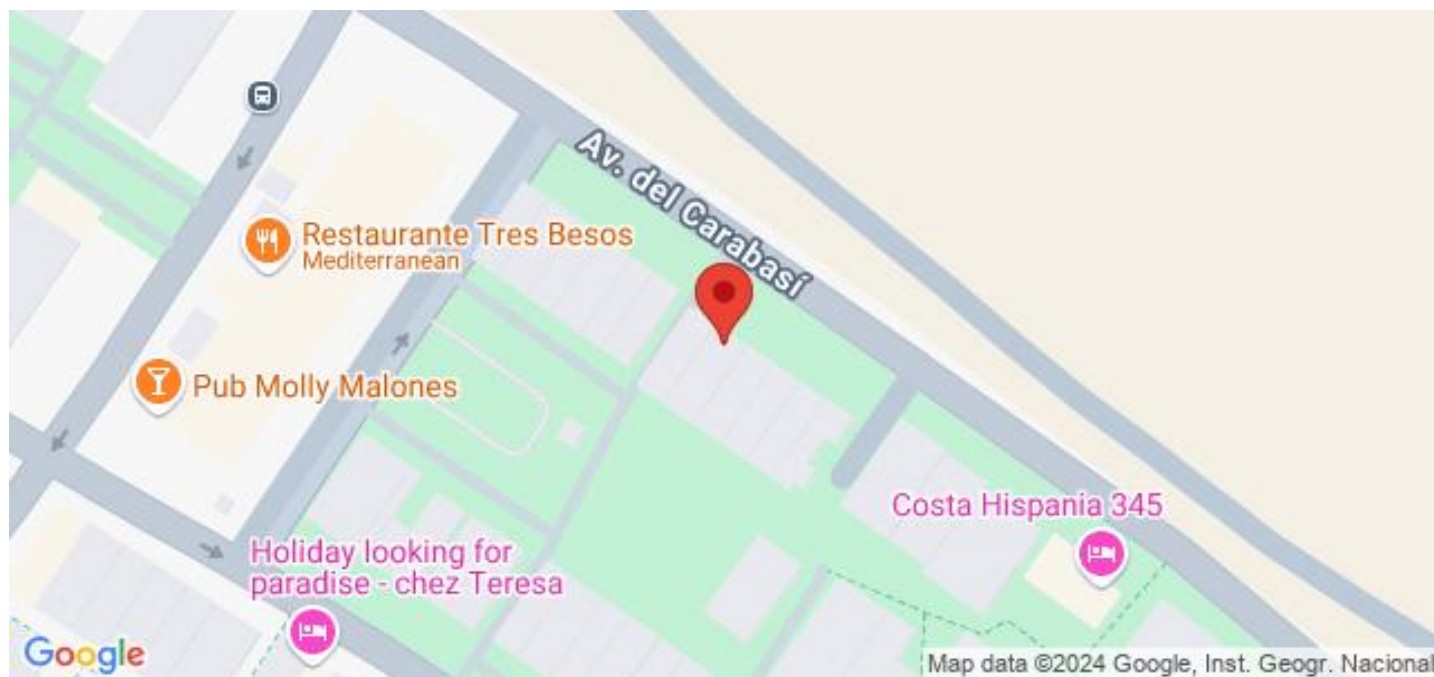 Av. del Carabasí
Restaurante Tres Besos
Mediterranean
Pub Molly Malones
Costa Hispania 345
Holiday looking for
paradise - chez Teresa
Google
Map data ©2024 Google, Inst. Geogr. Nacional